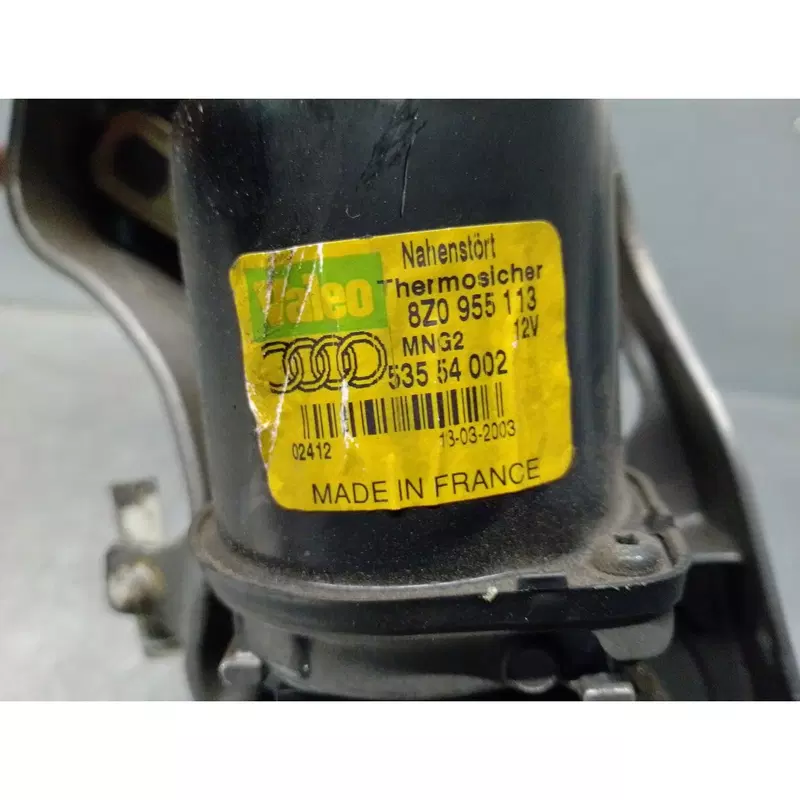 Valeo
Nahenstört
Thermosicher
8Z0 955 113
MNG2 12V
535 54 002
02412 13-03-2003
MADE IN FRANCE